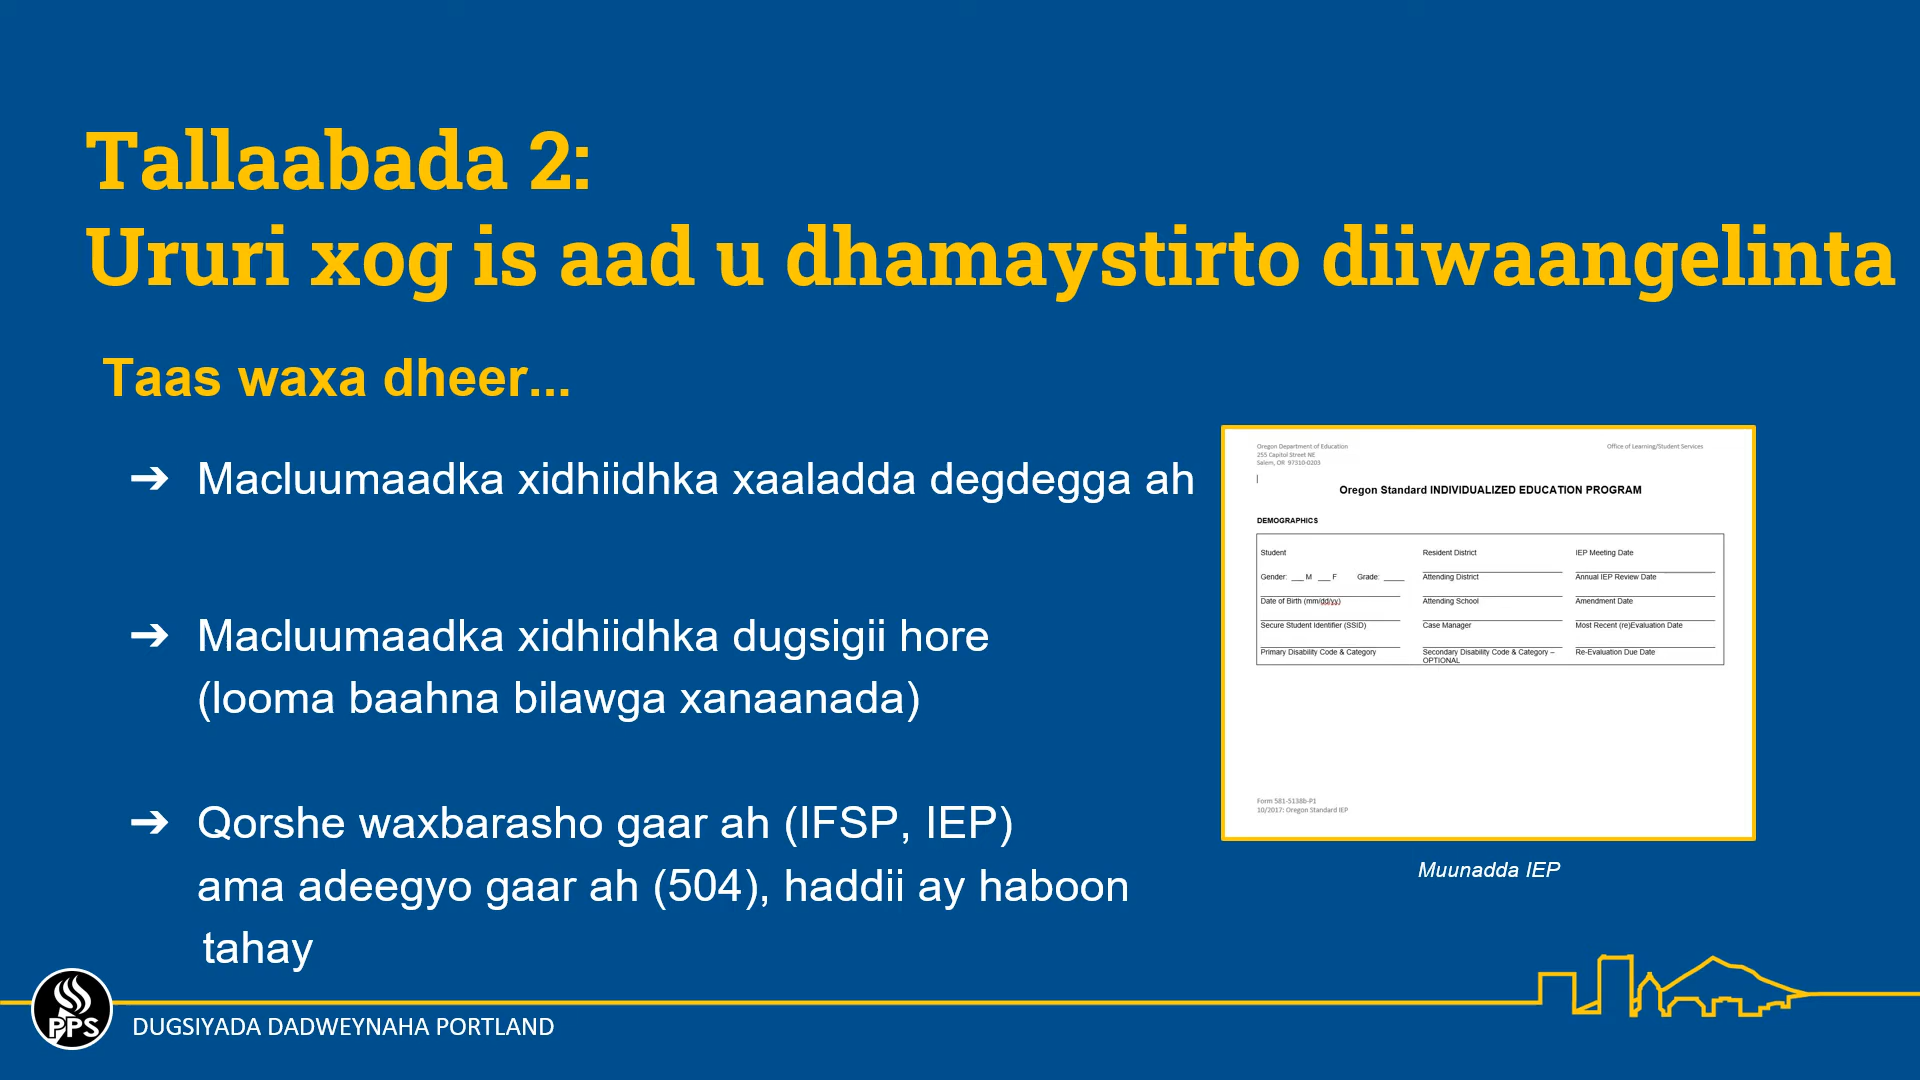 Tallaabada 2:
Ururi xog is aad u dhamaystirto diiwaangelinta
Taas waxa dheer...
➔ Macluumaadka xidhiidhka xaaladda degdegga ah
➔ Macluumaadka xidhiidhka dugsigii hore
(looma baahna bilawga xanaanada)
➔ Qorshe waxbarasho gaar ah (IFSP, IEP)
ama adeegyo gaar ah (504), haddii ay haboon
tahay
Oregon Department of Education
255 Capitol Street NE
Salem, OR 97310-0203
Office of Learning/Student Services
Oregon Standard INDIVIDUALIZED EDUCATION PROGRAM
DEMOGRAPHICS
Student Resident District IEP Meeting Date
Gender: ___ M ___ F Grade: _____ Attending District Annual IEP Review Date
Date of Birth (mm/dd/yy) Attending School Amendment Date
Secure Student Identifier (SSID) Case Manager Most Recent (re)Evaluation Date
Primary Disability Code & Category Secondary Disability Code & Category – Re-Evaluation Due Date
OPTIONAL
Form 581-5138b-P1
10/2017: Oregon Standard IEP
Muunadda IEP
PPS
DUGSIYADA DADWEYNAHA PORTLAND